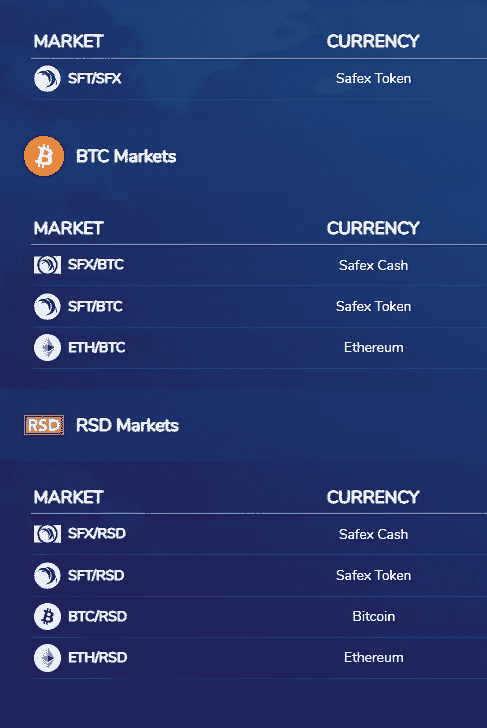 MARKET CURRENCY
SFT/SFX Safex Token
BTC Markets
MARKET CURRENCY
SFX/BTC Safex Cash
SFT/BTC Safex Token
ETH/BTC Ethereum
RSD RSD Markets
MARKET CURRENCY
SFX/RSD Safex Cash
SFT/RSD Safex Token
BTC/RSD Bitcoin
ETH/RSD Ethereum